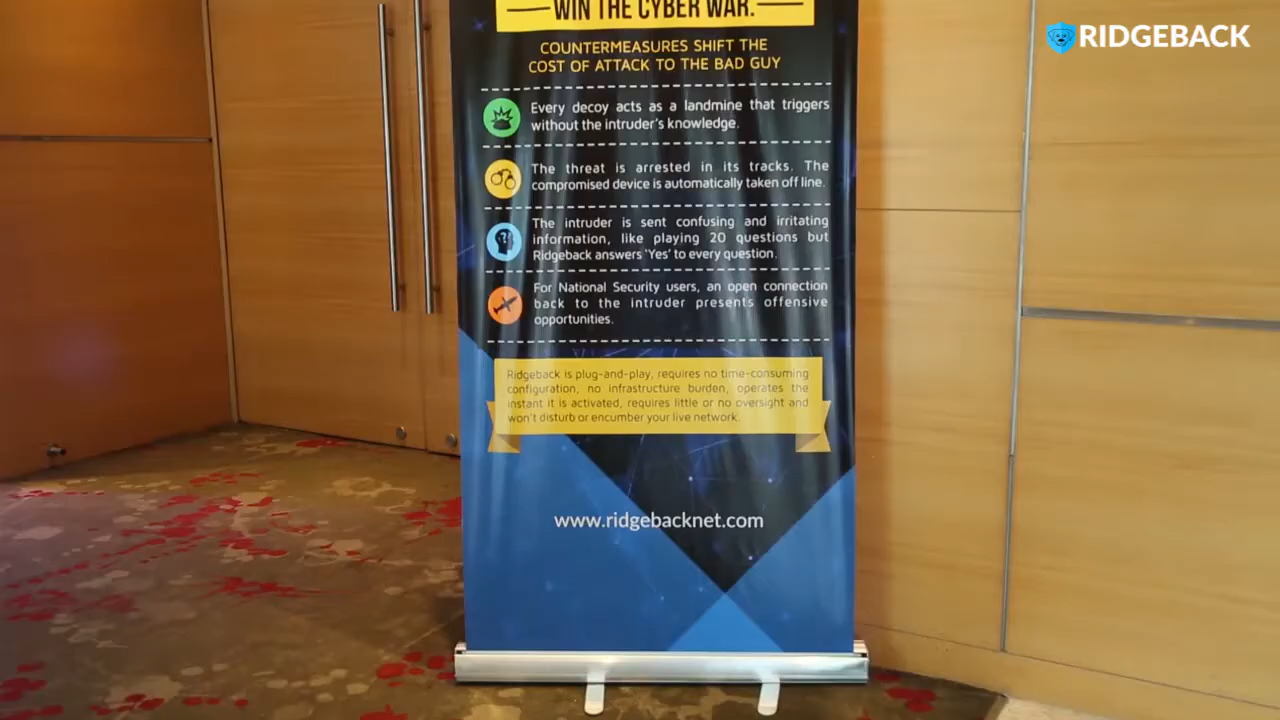 WIN THE CYBER WAR.
RIDGEBACK
COUNTERMEASURES SHIFT THE
COST OF ATTACK TO THE BAD GUY
Every decoy acts as a landmine that triggers
without the intruder's knowledge.
The threat is arrested in its tracks. The
compromised device is automatically taken off line.
The intruder is sent confusing and irritating
information, like playing 20 questions but
Ridgeback answers 'Yes' to every question.
For National Security users, an open connection
back to the intruder presents offensive
opportunities.
Ridgeback is plug-and-play, requires no time-consuming
configuration, no infrastructure burden, operates the
instant it is activated, requires little or no oversight and
won't disturb or encumber your live network.
www.ridgebacknet.com